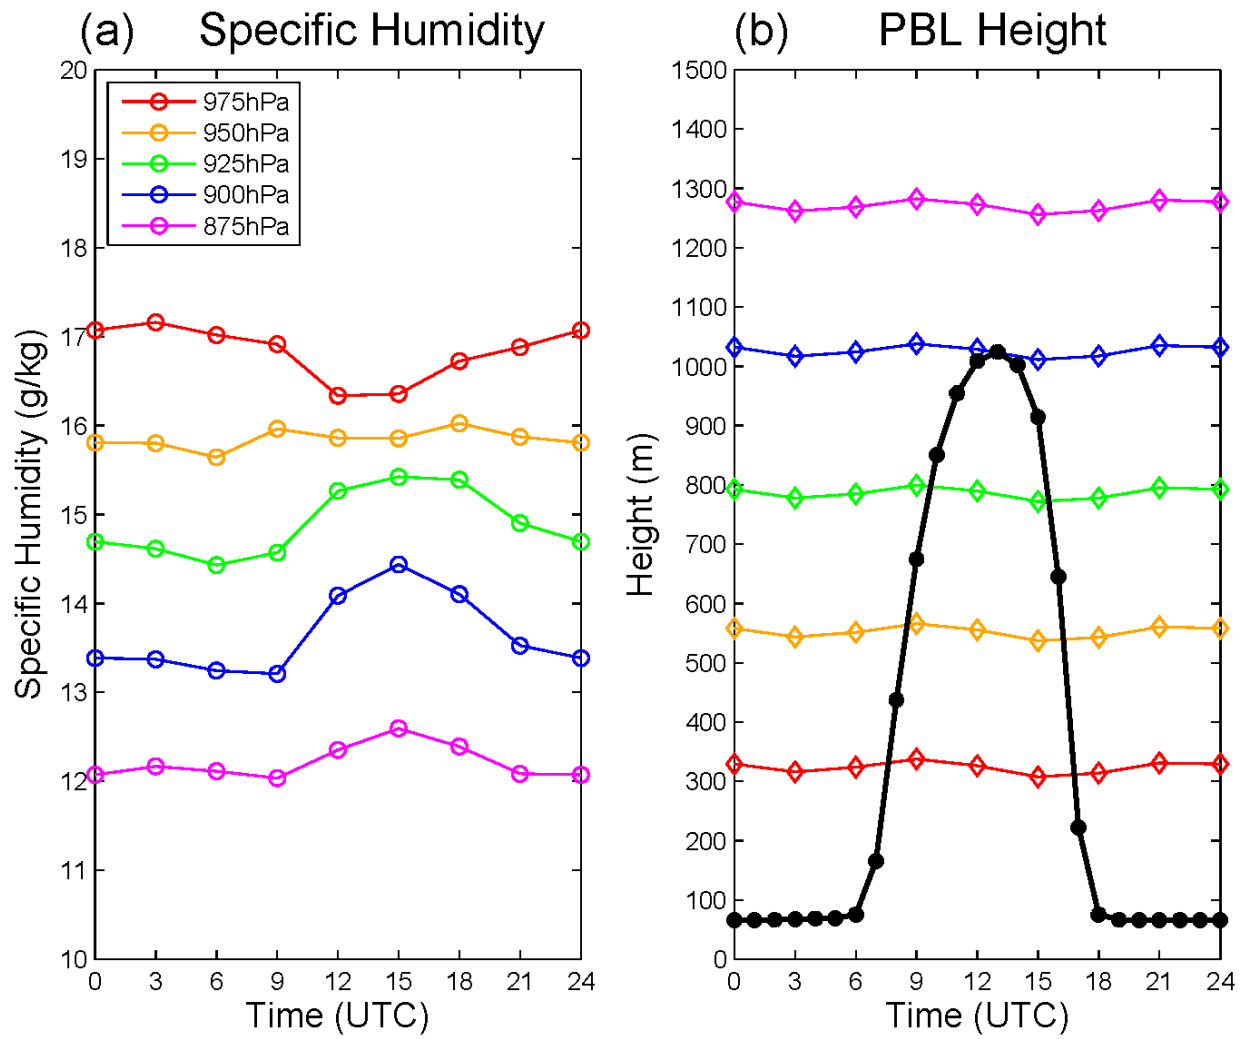 (a) Specific Humidity
20
19
18
17
16
15
14
13
12
11
10
Specific Humidity (g/kg)
975hPa
950hPa
925hPa
900hPa
875hPa
0 3 6 9 12 15 18 21 24
Time (UTC)
(b) PBL Height
1500
1400
1300
1200
1100
1000
900
800
700
600
500
400
300
200
100
0
Height (m)
0 3 6 9 12 15 18 21 24
Time (UTC)